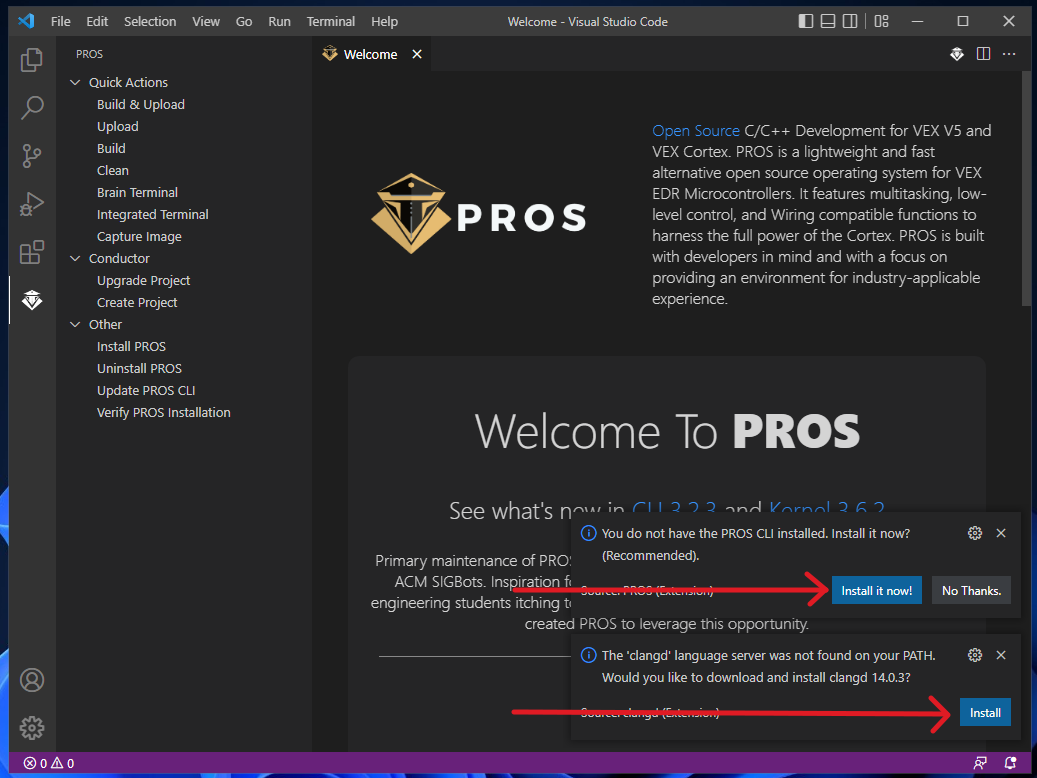 File Edit Selection View Go Run Terminal Help
Welcome - Visual Studio Code
PROS
Quick Actions
Build & Upload
Upload
Build
Clean
Brain Terminal
Integrated Terminal
Capture Image
Conductor
Upgrade Project
Create Project
Other
Install PROS
Uninstall PROS
Update PROS CLI
Verify PROS Installation
Welcome
PROS
Open Source C/C++ Development for VEX V5 and
VEX Cortex. PROS is a lightweight and fast
alternative open source operating system for VEX
EDR Microcontrollers. It features multitasking, low-
level control, and Wiring compatible functions to
harness the full power of the Cortex. PROS is built
with developers in mind and with a focus on
providing an environment for industry-applicable
experience.
Welcome To PROS
See what's new in CLI 3.2.3 and Kernel 3.6.2
Primary maintenance of PROS
ACM SIGBots. Inspiration
engineering students itching
created PROS to leverage this opportunity.
You do not have the PROS CLI installed. Install it now?
(Recommended).
Source: PROS (Extension)
Install it now!
No Thanks.
The 'clangd' language server was not found on your PATH.
Would you like to download and install clangd 14.0.3?
Source: clangd (Extension)
Install
0 0